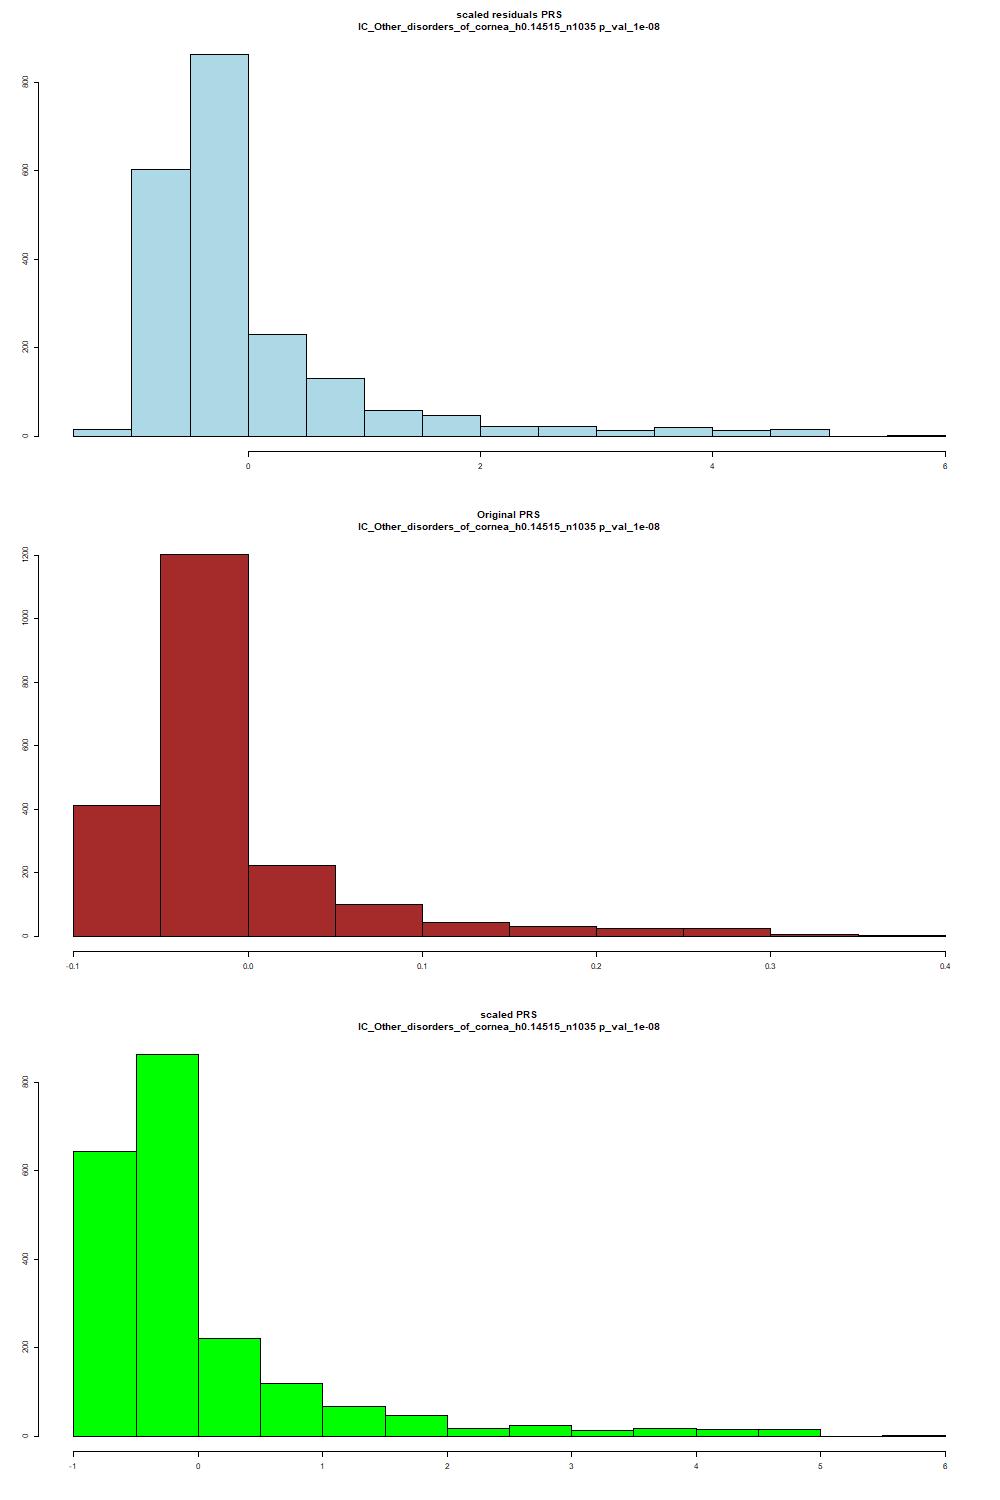 scaled residuals PRS
IC_Other_disorders_of_cornea_h0.14515_n1035 p_val_1e-08
800
600
400
200
0
0 2 4 6
Original PRS
IC_Other_disorders_of_cornea_h0.14515_n1035 p_val_1e-08
1200
1000
800
600
400
200
0
-0.1 0.0 0.1 0.2 0.3 0.4
scaled PRS
IC_Other_disorders_of_cornea_h0.14515_n1035 p_val_1e-08
800
600
400
200
0
-1 0 1 2 3 4 5 6